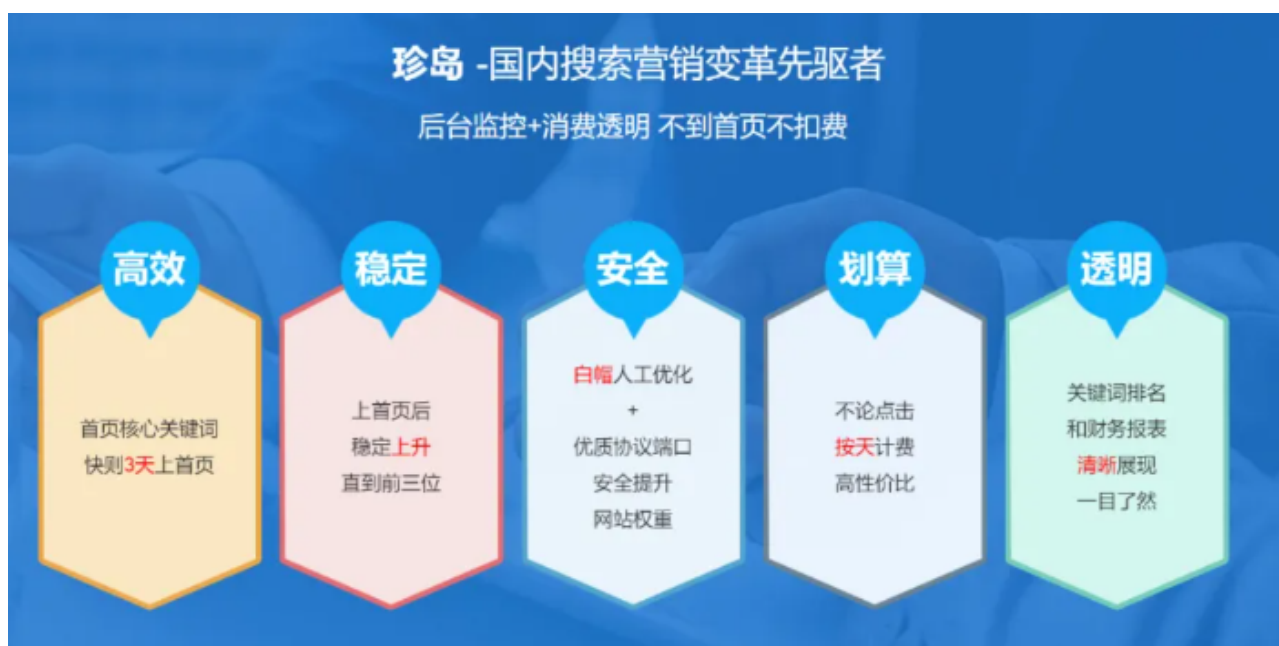 珍岛 -国内搜索营销变革先驱者
后台监控+消费透明 不到首页不扣费
高效
首页核心关键词
快则3天上首页
稳定
上首页后
稳定上升
直到前三位
安全
白帽人工优化
+
优质协议端口
安全提升
网站权重
划算
不论点击
按天计费
高性价比
透明
关键词排名
和财务报表
清晰展现
一目了然